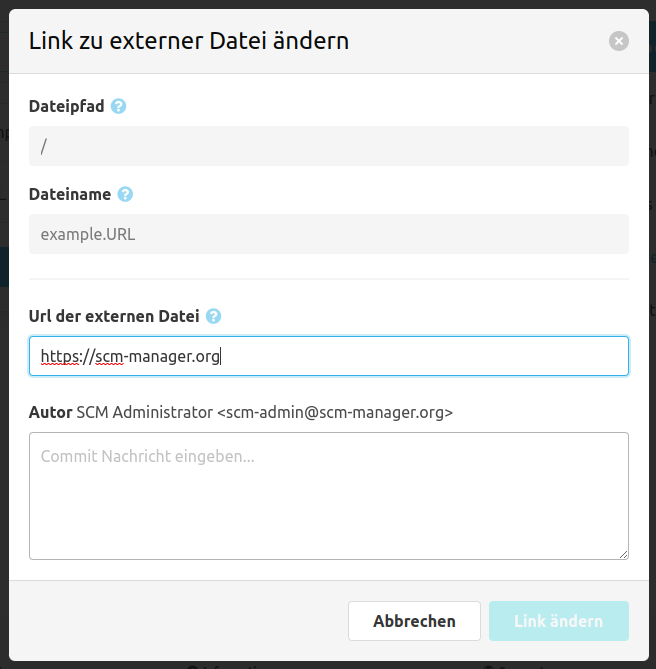 Link zu externer Datei ändern
Dateipfad
/
Dateiname
example.URL
Url der externen Datei
https://scm-manager.org
Autor SCM Administrator <scm-admin@scm-manager.org>
Commit Nachricht eingeben...
Abbrechen
Link ändern